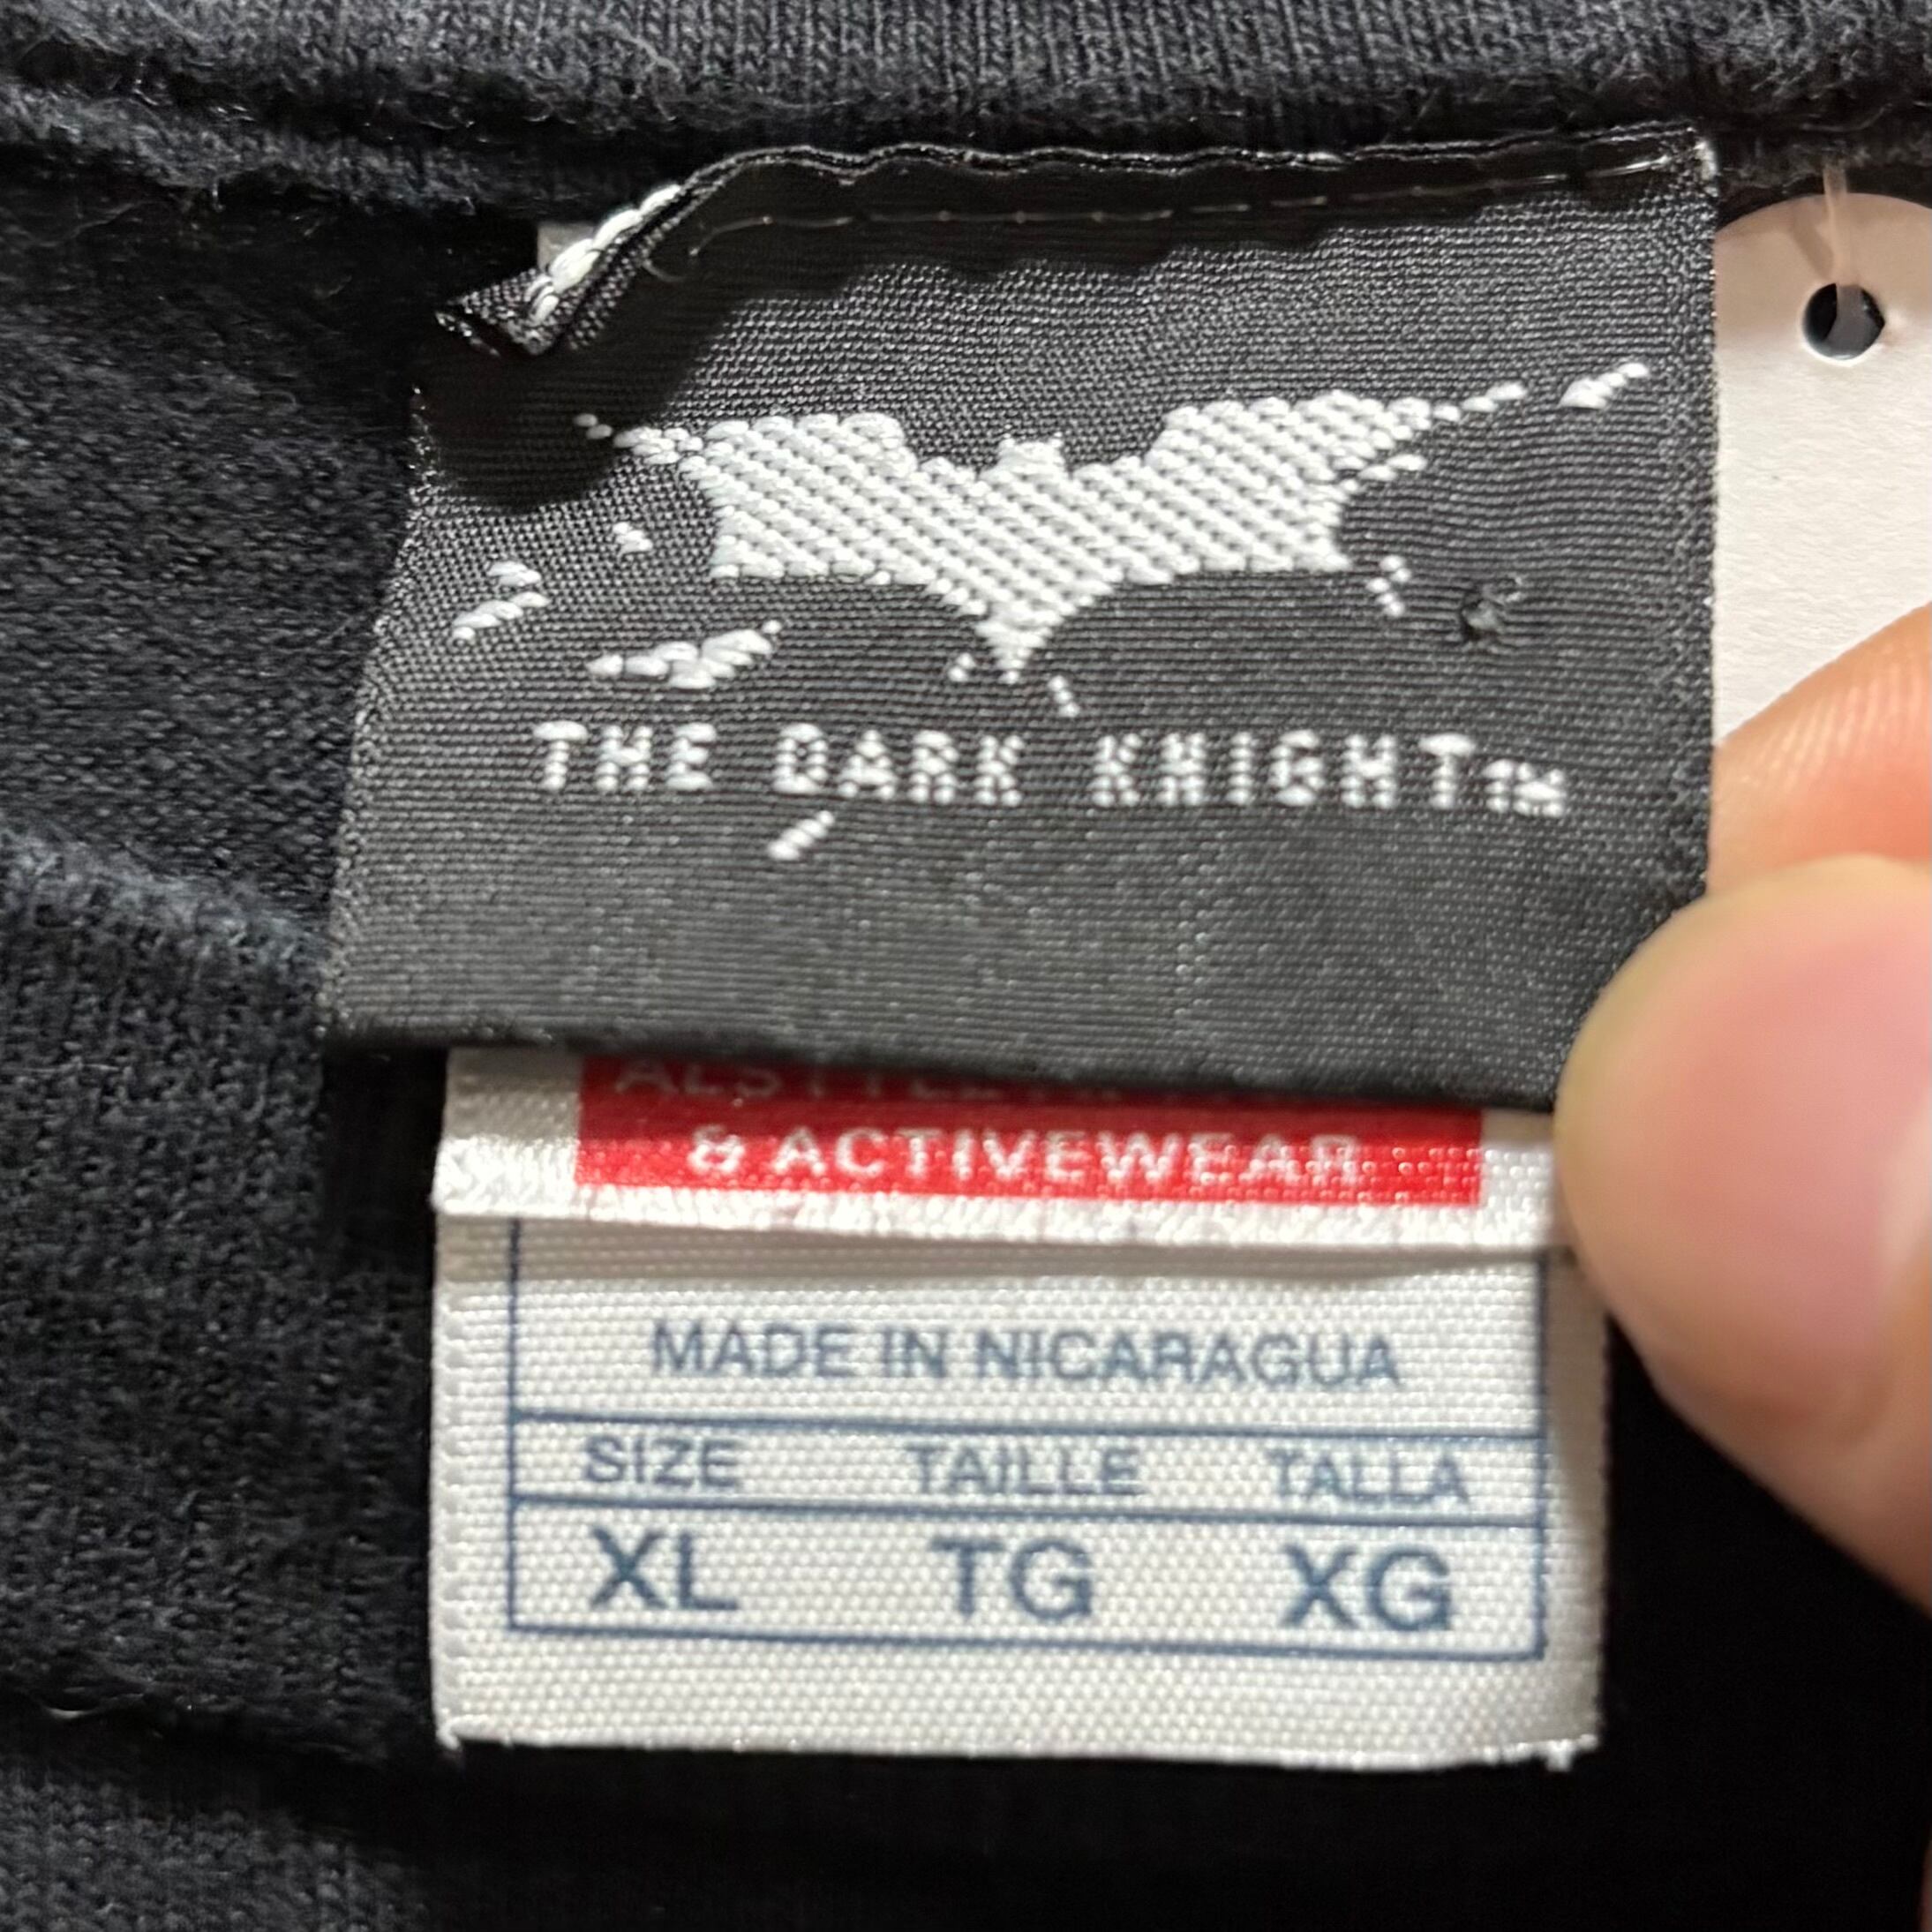 THE DARK KNIGHT™
& ACTIVEWEAR
MADE IN NICARAGUA
SIZE TAILLE TALLA
XL TG XG